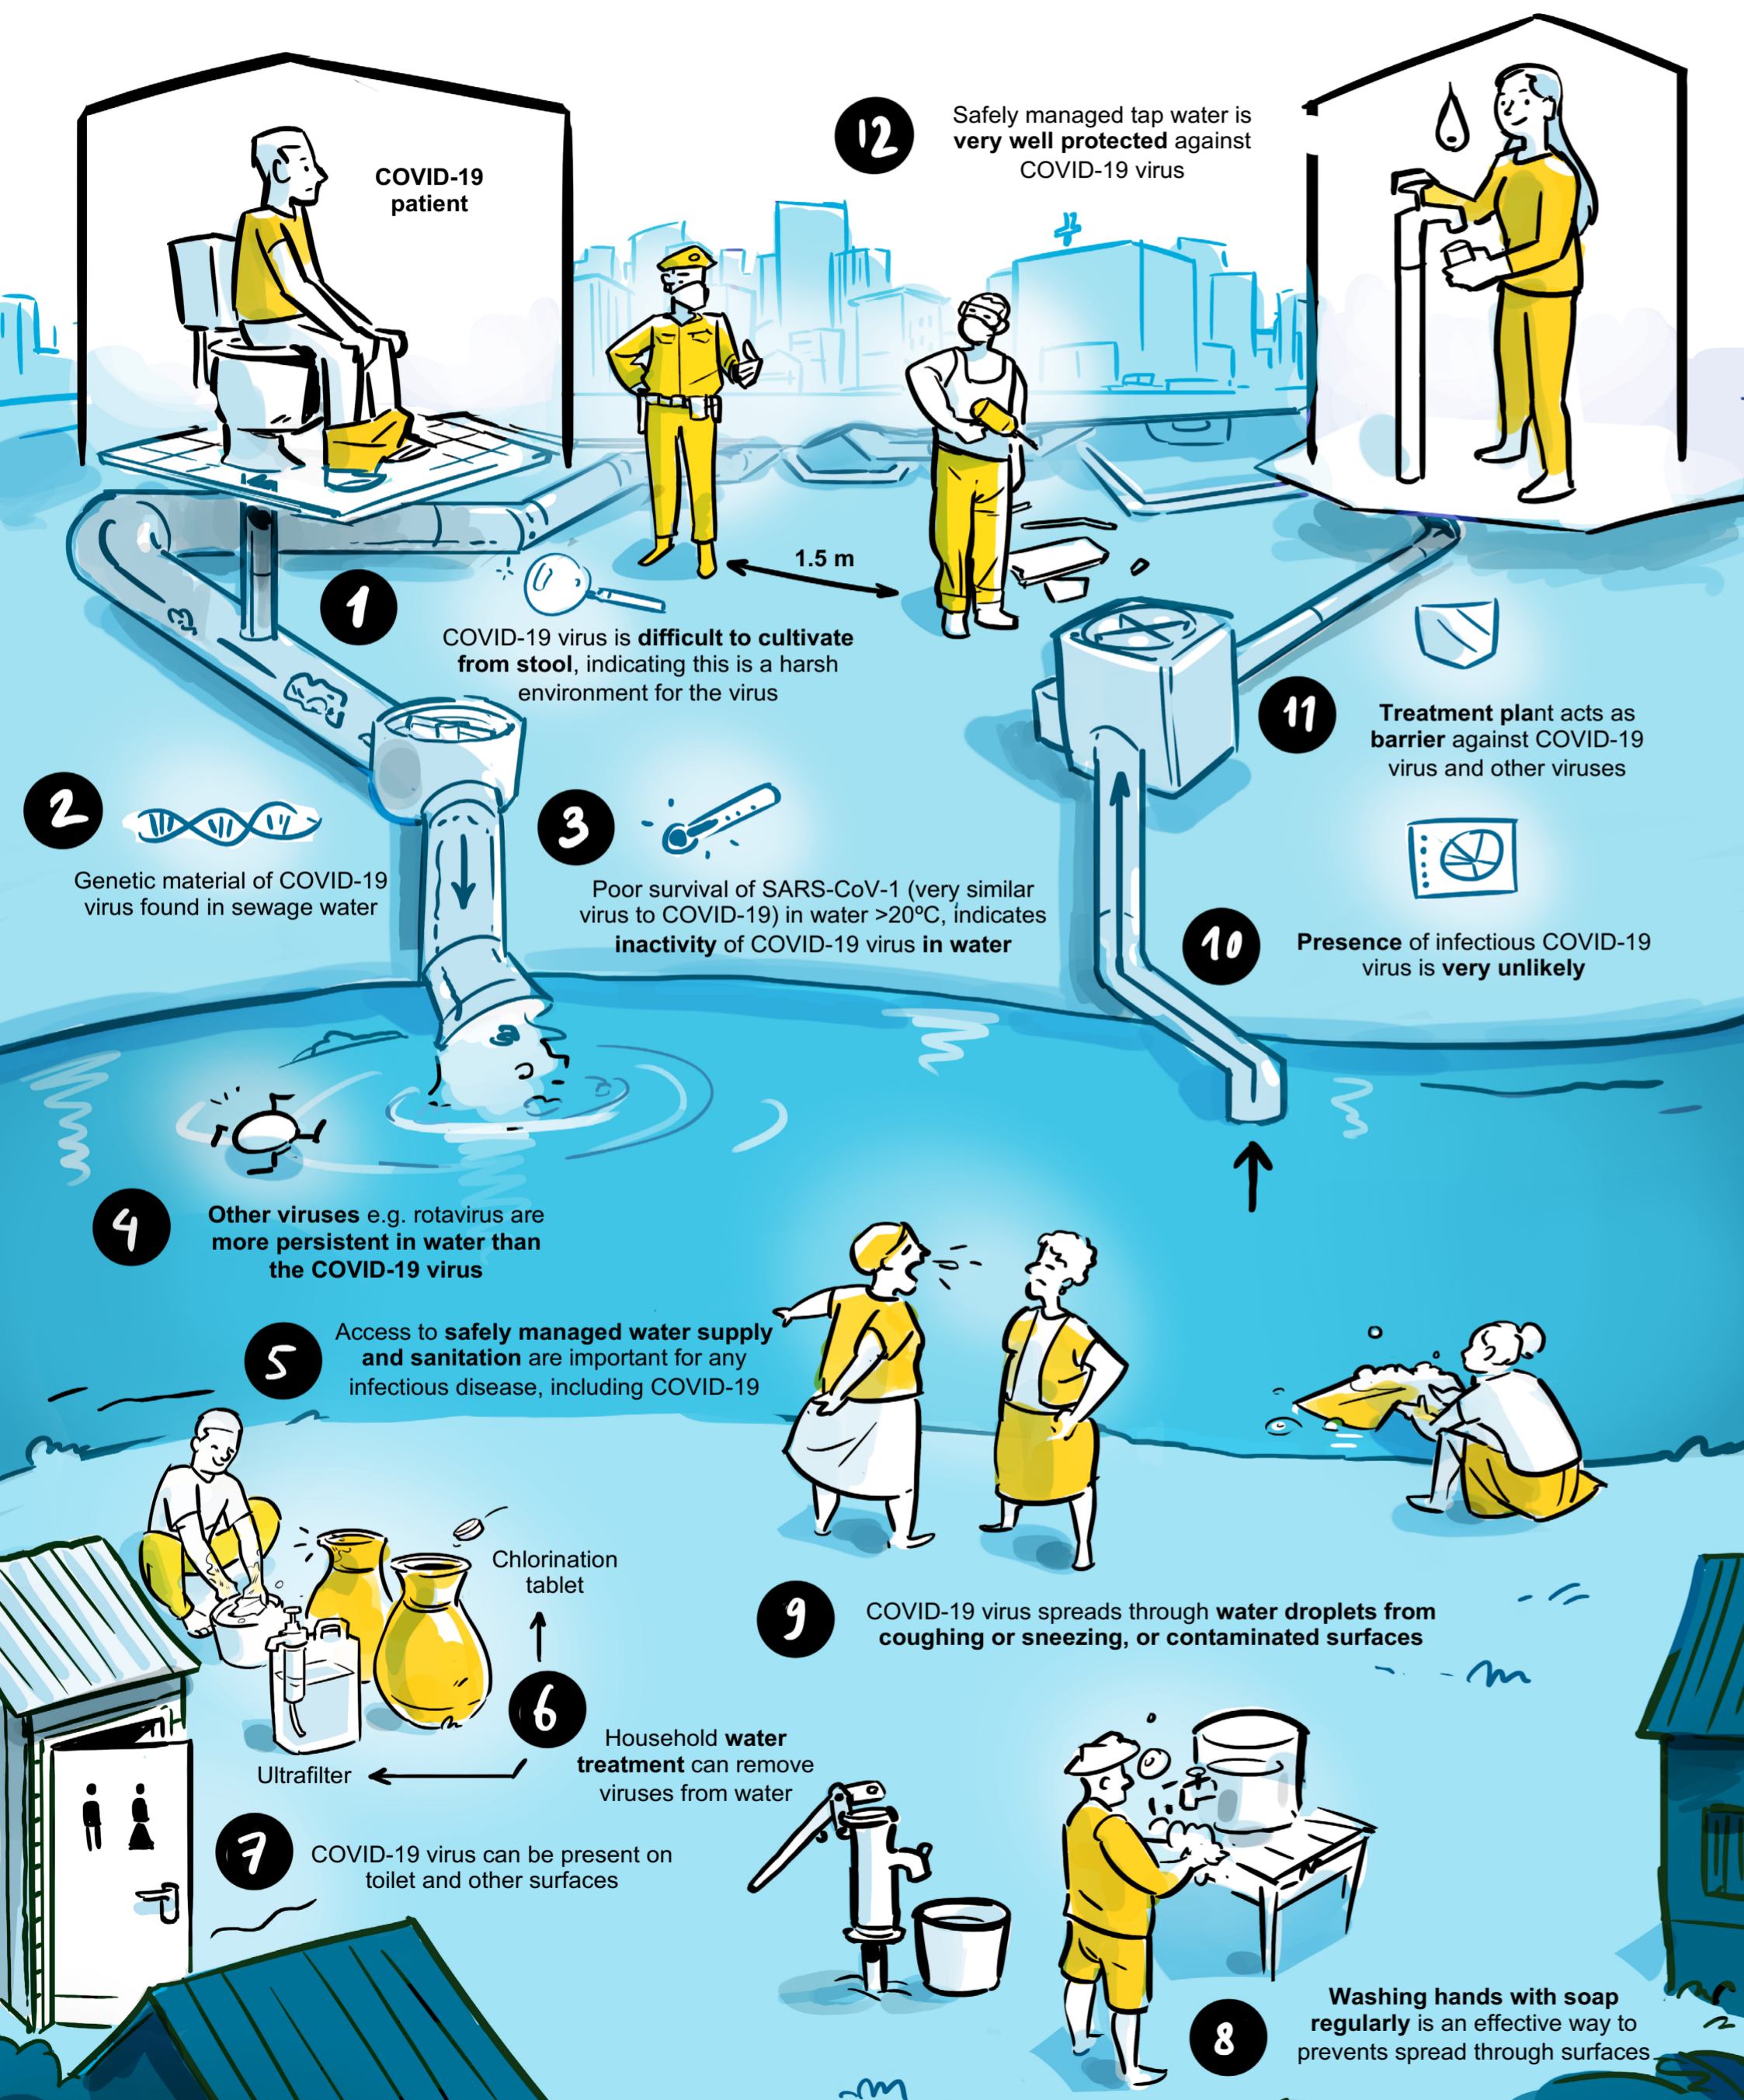 COVID-19
patient
1
COVID-19 virus is difficult to cultivate
from stool, indicating this is a harsh
environment for the virus
1.5 m
2
Genetic material of COVID-19
virus found in sewage water
3
Poor survival of SARS-CoV-1 (very similar
virus to COVID-19) in water >20ºC, indicates
inactivity of COVID-19 virus in water
4
Other viruses e.g. rotavirus are
more persistent in water than
the COVID-19 virus
5
Access to safely managed water supply
and sanitation are important for any
infectious disease, including COVID-19
Chlorination
tablet
6
Household water
treatment can remove
viruses from water
Ultrafilter
7
COVID-19 virus can be present on
toilet and other surfaces
8
Washing hands with soap
regularly is an effective way to
prevents spread through surfaces
9
COVID-19 virus spreads through water droplets from
coughing or sneezing, or contaminated surfaces
10
Presence of infectious COVID-19
virus is very unlikely
11
Treatment plant acts as
barrier against COVID-19
virus and other viruses
12
Safely managed tap water is
very well protected against
COVID-19 virus